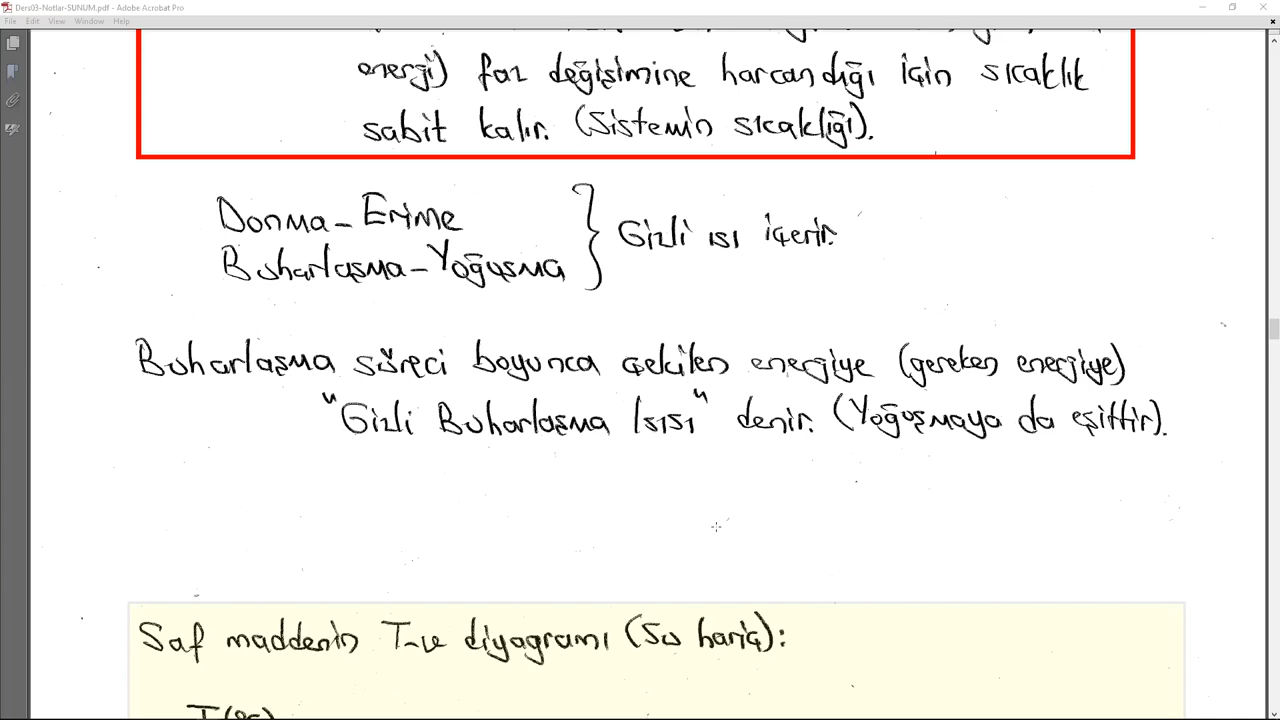 Ders03-Notlar-SUNUM.pdf - Adobe Acrobat Pro
File Edit View Window Help
enerji) faz değişimine harcandığı için sıcaklık
sabit kalır. (Sistemin sıcaklığı).
Donma - Erime
Buharlaşma - Yoğuşma } Gizli ısı içerir.
Buharlaşma süreci boyunca çekilen energiye (gereken energiye)
"Gizli Buharlaşma Isısı" denir. (Yoğuşmaya da eşittir).
Saf maddenin T-v diyagramı (Su hariç):
T(°C)